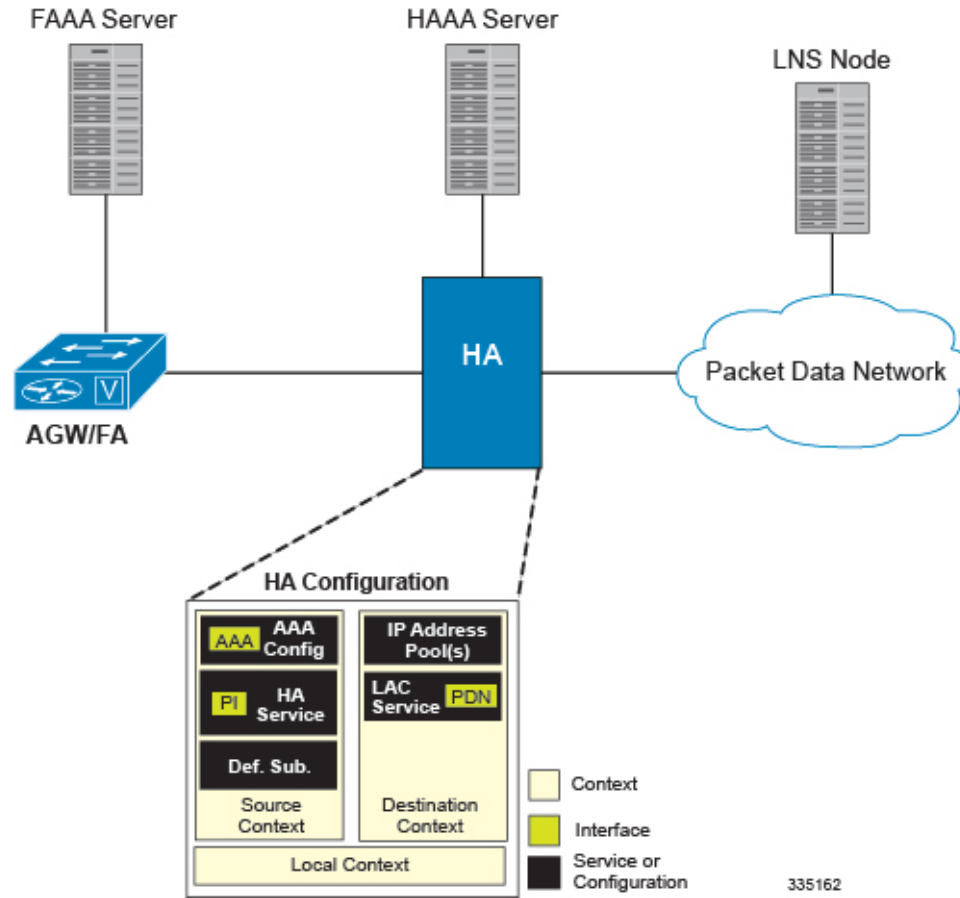 FAAA Server
HAAA Server
LNS Node
HA
Packet Data Network
V
AGW/FA
HA Configuration
AAA
AAA
Config
PI
HA
Service
Def. Sub.
Source
Context
IP Address
Pool(s)
LAC
Service
PDN
Destination
Context
Local Context
Context
Interface
Service or
Configuration
335162